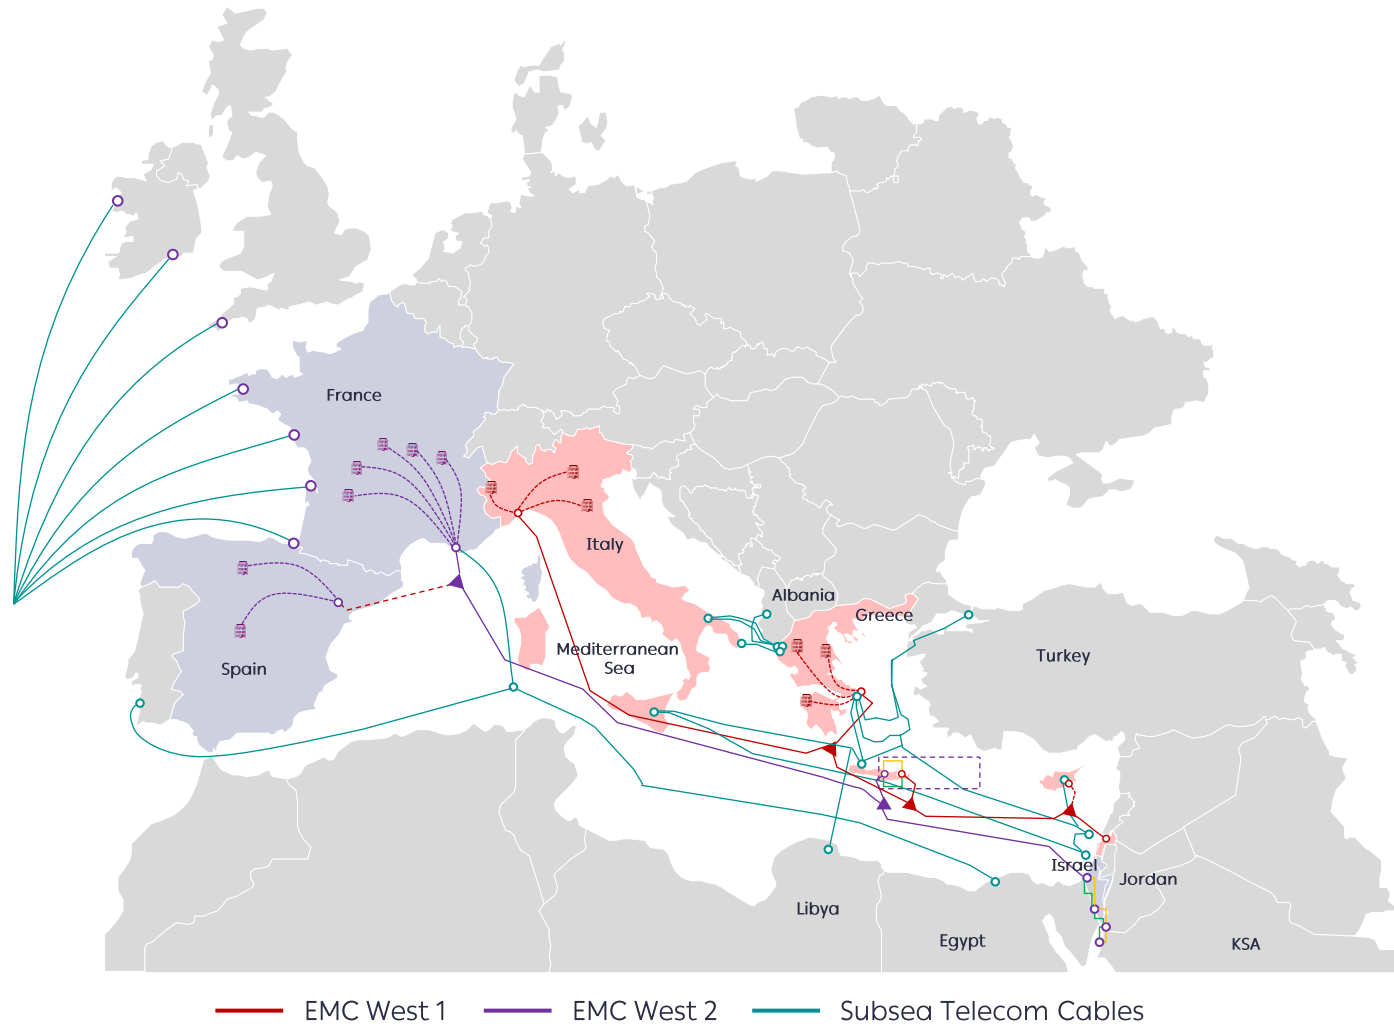 France
Italy
Albania
Greece
Mediterranean
Sea
Turkey
Spain
Israel
Jordan
Libya
Egypt
KSA
EMC West 1
EMC West 2
Subsea Telecom Cables